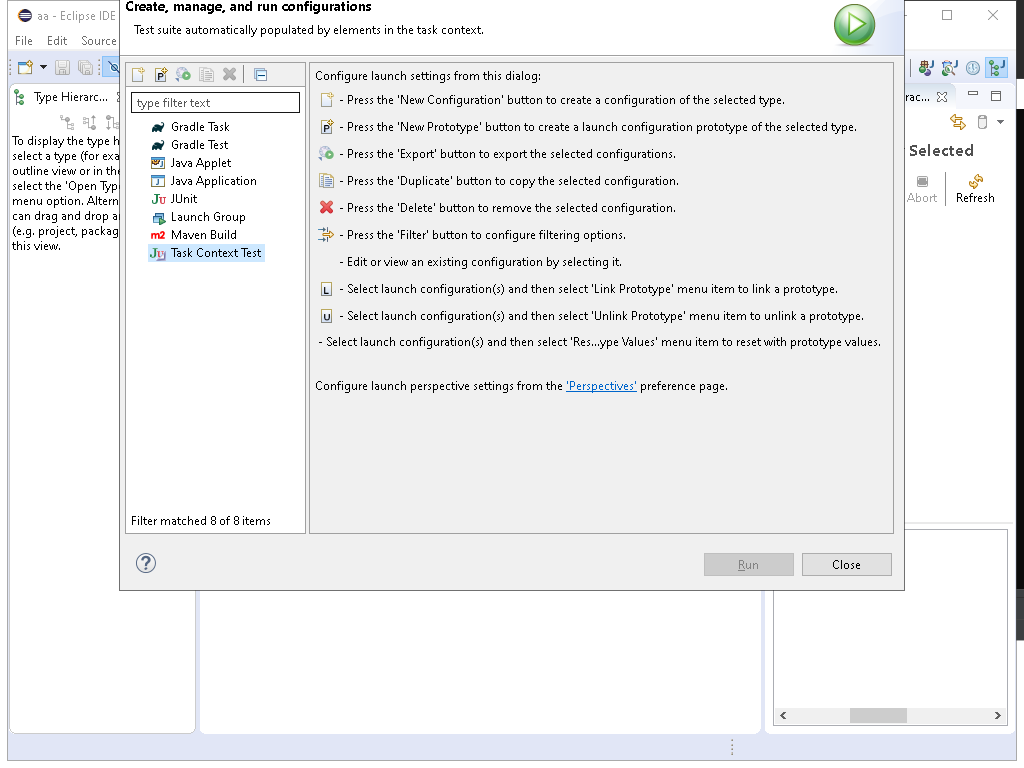 Create, manage, and run configurations
Test suite automatically populated by elements in the task context.
aa - Eclipse IDE
File Edit Source
Type Hierarc...
To display the type h
select a type (for exa
outline view or in the
select the 'Open Typ
menu option. Altern
can drag and drop a
(e.g. project, packag
this view.
type filter text
Gradle Task
Gradle Test
Java Applet
Java Application
JUnit
Launch Group
Maven Build
Task Context Test
Filter matched 8 of 8 items
Configure launch settings from this dialog:
- Press the 'New Configuration' button to create a configuration of the selected type.
- Press the 'New Prototype' button to create a launch configuration prototype of the selected type.
- Press the 'Export' button to export the selected configurations.
- Press the 'Duplicate' button to copy the selected configuration.
- Press the 'Delete' button to remove the selected configuration.
- Press the 'Filter' button to configure filtering options.
- Edit or view an existing configuration by selecting it.
- Select launch configuration(s) and then select 'Link Prototype' menu item to link a prototype.
- Select launch configuration(s) and then select 'Unlink Prototype' menu item to unlink a prototype.
- Select launch configuration(s) and then select 'Res...ype Values' menu item to reset with prototype values.
Configure launch perspective settings from the 'Perspectives' preference page.
Run
Close
rac...
Selected
Abort
Refresh